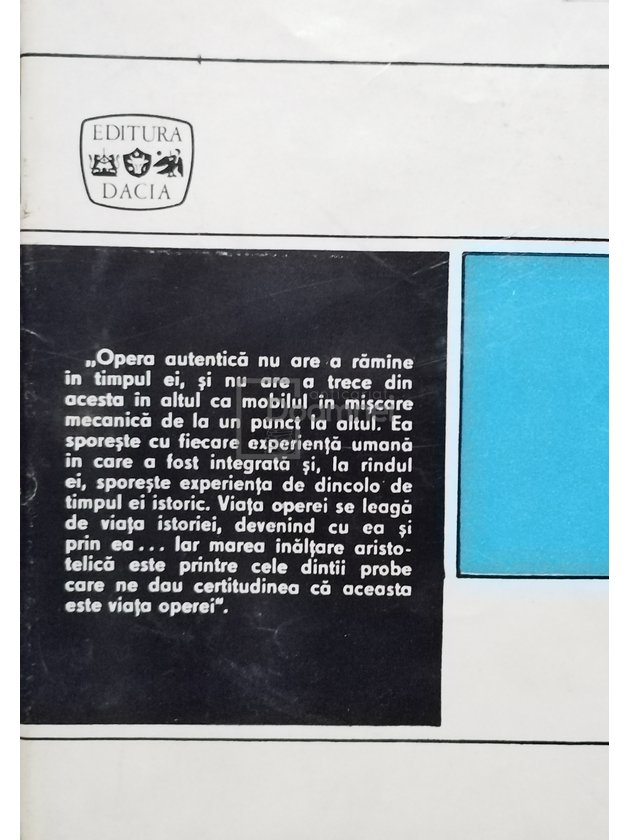 EDITURA
DACIA
„Opera autentică nu are a rămîne
în timpul ei, și nu are a trece din
acesta în altul ca mobilul în mișcare
mecanică de la un punct la altul. Ea
sporește cu fiecare experiență umană
în care a fost integrată și, la rîndul
ei, sporește experiența de dincolo de
timpul ei istoric. Viața operei se leagă
de viața istoriei, devenind cu ea și
prin ea... Iar marea înălțare aristo-
telică este printre cele dintîi probe
care ne dau certitudinea că aceasta
este viața operei".